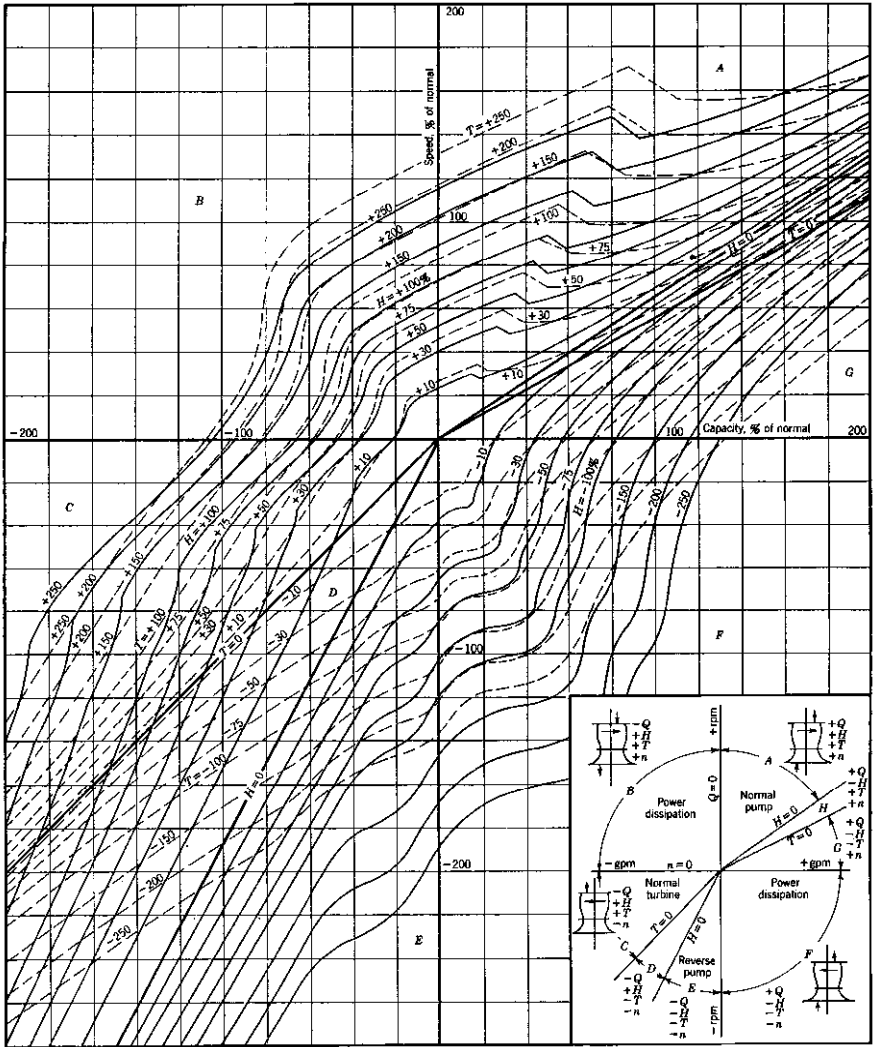 200
A
Speed, % of normal
T=+250
+200
+150
B
+250
+200
+150
100
+100
+75
H=0
T=0
H=+100%
+75
+50
+30
+10
+50
+30
+10
G
-200
-100
100
Capacity, % of normal
200
+10
+30
+50
+75
H=+100
+150
+200
+250
C
-10
-30
-50
-75
H=-100%
-150
-200
-250
D
-10
-30
-50
-75
T=-100
-150
-200
-250
+250
+200
+150
T=+100
+75
+50
+30
+10
T=0
H=0
-100
F
-200
E
+rpm
Q=0
-Q
+H
+T
+n
+Q
+H
+T
+n
A
B
Power
dissipation
Normal
pump
H=0
H
T=0
+Q
-H
+T
+n
+Q
-H
-T
+n
G
-gpm
n=0
+gpm
Normal
turbine
Power
dissipation
-Q
+H
+T
-n
T=0
H=0
C
D
E
F
Reverse
pump
-rpm
-Q
+H
-T
-n
-Q
-H
-T
-n
+Q
-H
-T
-n